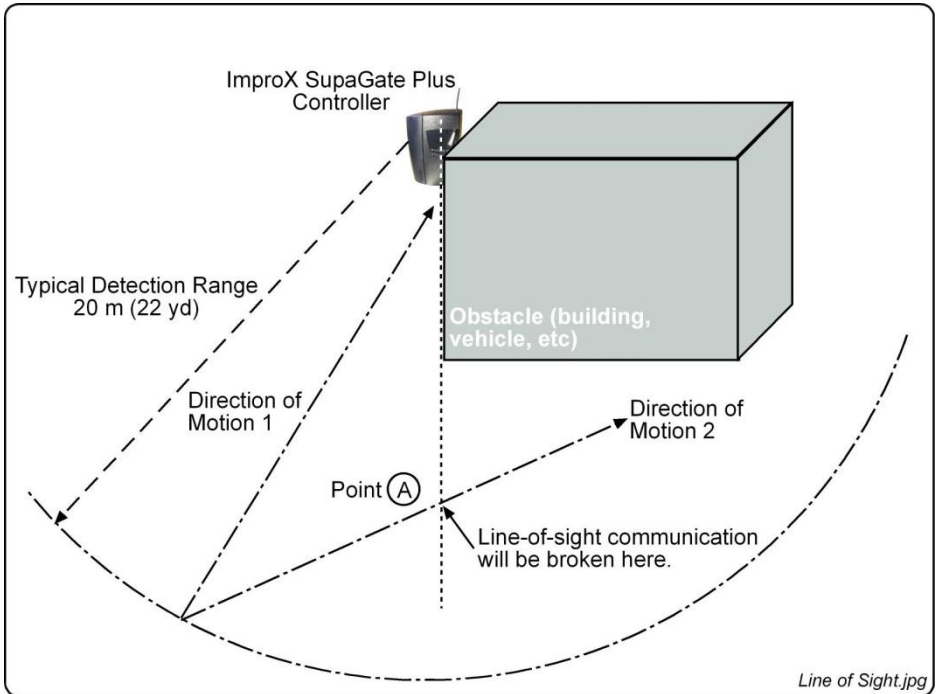 ImproX SupaGate Plus
Controller
Typical Detection Range
20 m (22 yd)
Obstacle (building,
vehicle, etc)
Direction of
Motion 1
Direction of
Motion 2
Point A
Line-of-sight communication
will be broken here.
Line of Sight.jpg